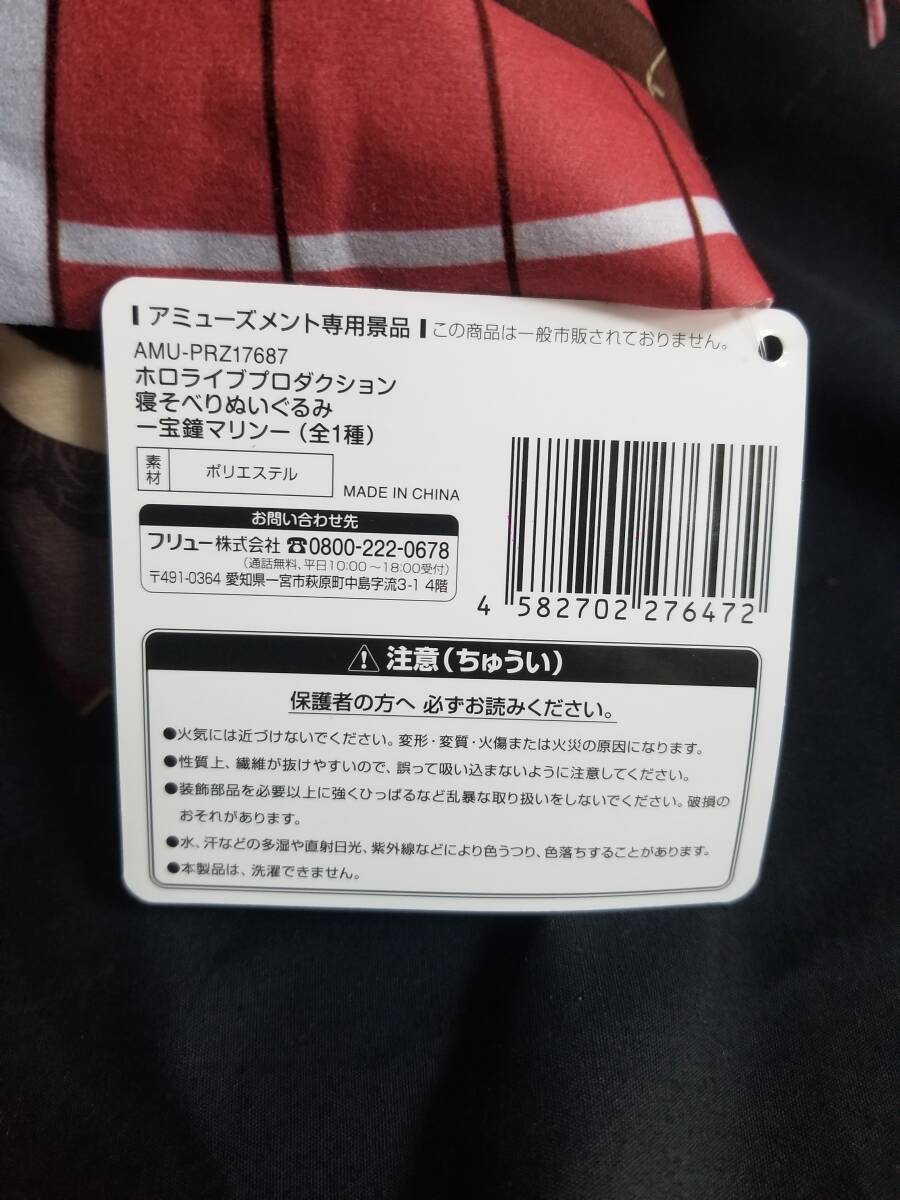 アミューズメント専用景品 この商品は一般市販されておりません。
AMU-PRZ17687
ホロライブプロダクション
寝そべりぬいぐるみ
ー宝鐘マリンー(全1種)
素材 ポリエステル
MADE IN CHINA
お問い合わせ先
フリュー株式会社 ☎0800-222-0678
(通話無料、平日10:00～18:00受付)
〒491-0364 愛知県一宮市萩原町中島字流3-1 4階
4 582702 276472
⚠注意(ちゅうい)
保護者の方へ 必ずお読みください。
●火気には近づけないでください。変形・変質・火傷または火災の原因になります。
●性質上、繊維が抜けやすいので、誤って吸い込まないように注意してください。
●装飾部品を必要以上に強くひっぱるなど乱暴な取り扱いをしないでください。破損の
おそれがあります。
●水、汗などの多湿や直射日光、紫外線などにより色うつり、色落ちすることがあります。
●本製品は、洗濯できません。